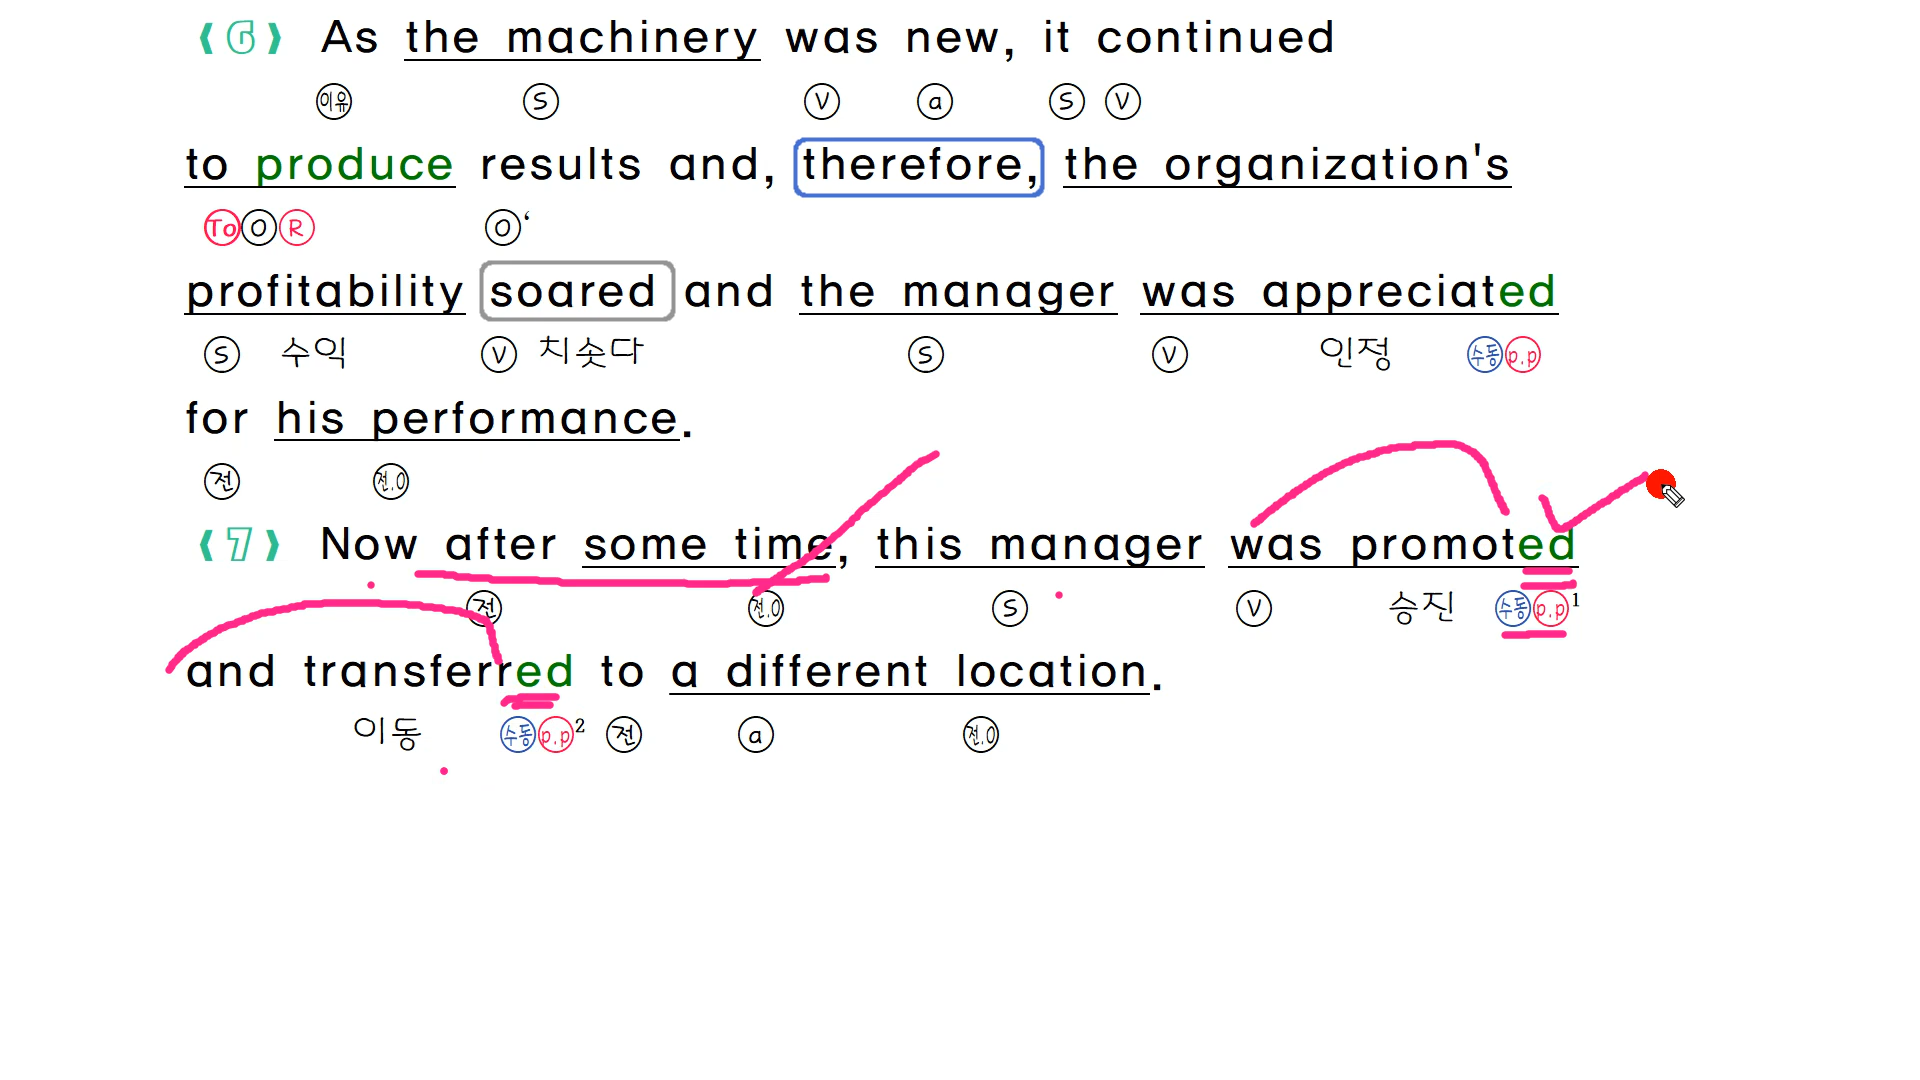 ❨6❩ As the machinery was new, it continued
이유 S V a S V
to produce results and, therefore, the organization's
To O R O‘
profitability soared and the manager was appreciated
S 수익 V 치솟다 S V 인정 수동 p.p
for his performance.
전 전.O
❨7❩ Now after some time, this manager was promoted
전 전.O S V 승진 수동 p.p¹
and transferred to a different location.
이동 수동 p.p² 전 a 전.O